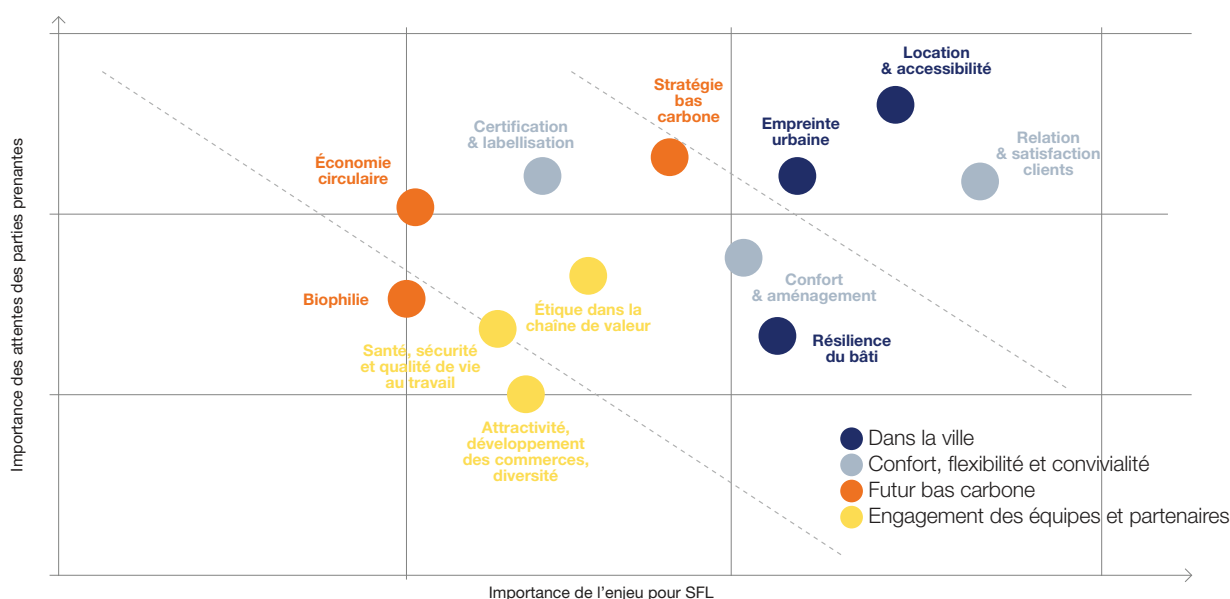 Importance des attentes des parties prenantes
Location
& accessibilité
Stratégie
bas
carbone
Empreinte
urbaine
Certification
& labellisation
Relation
& satisfaction
clients
Économie
circulaire
Biophilie
Confort
& aménagement
Étique dans la
chaîne de valeur
Résilience
du bâti
Santé, sécurité
et qualité de vie
au travail
Attractivité,
développement
des commerces,
diversité
Dans la ville
Confort, flexibilité et convivialité
Futur bas carbone
Engagement des équipes et partenaires
Importance de l'enjeu pour SFL